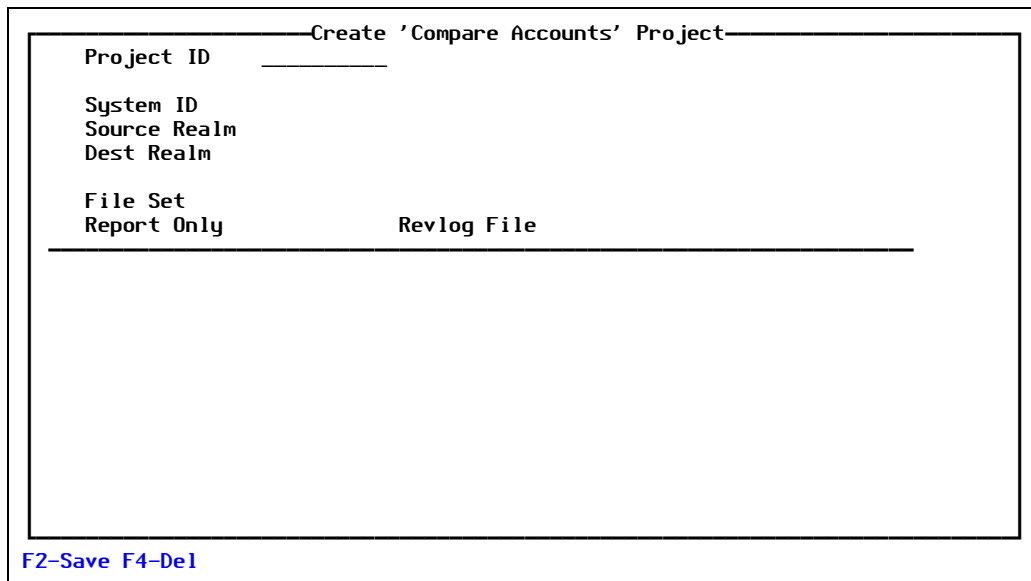 Create 'Compare Accounts' Project
Project ID __________
System ID
Source Realm
Dest Realm
File Set
Report Only Revlog File
F2-Save F4-Del